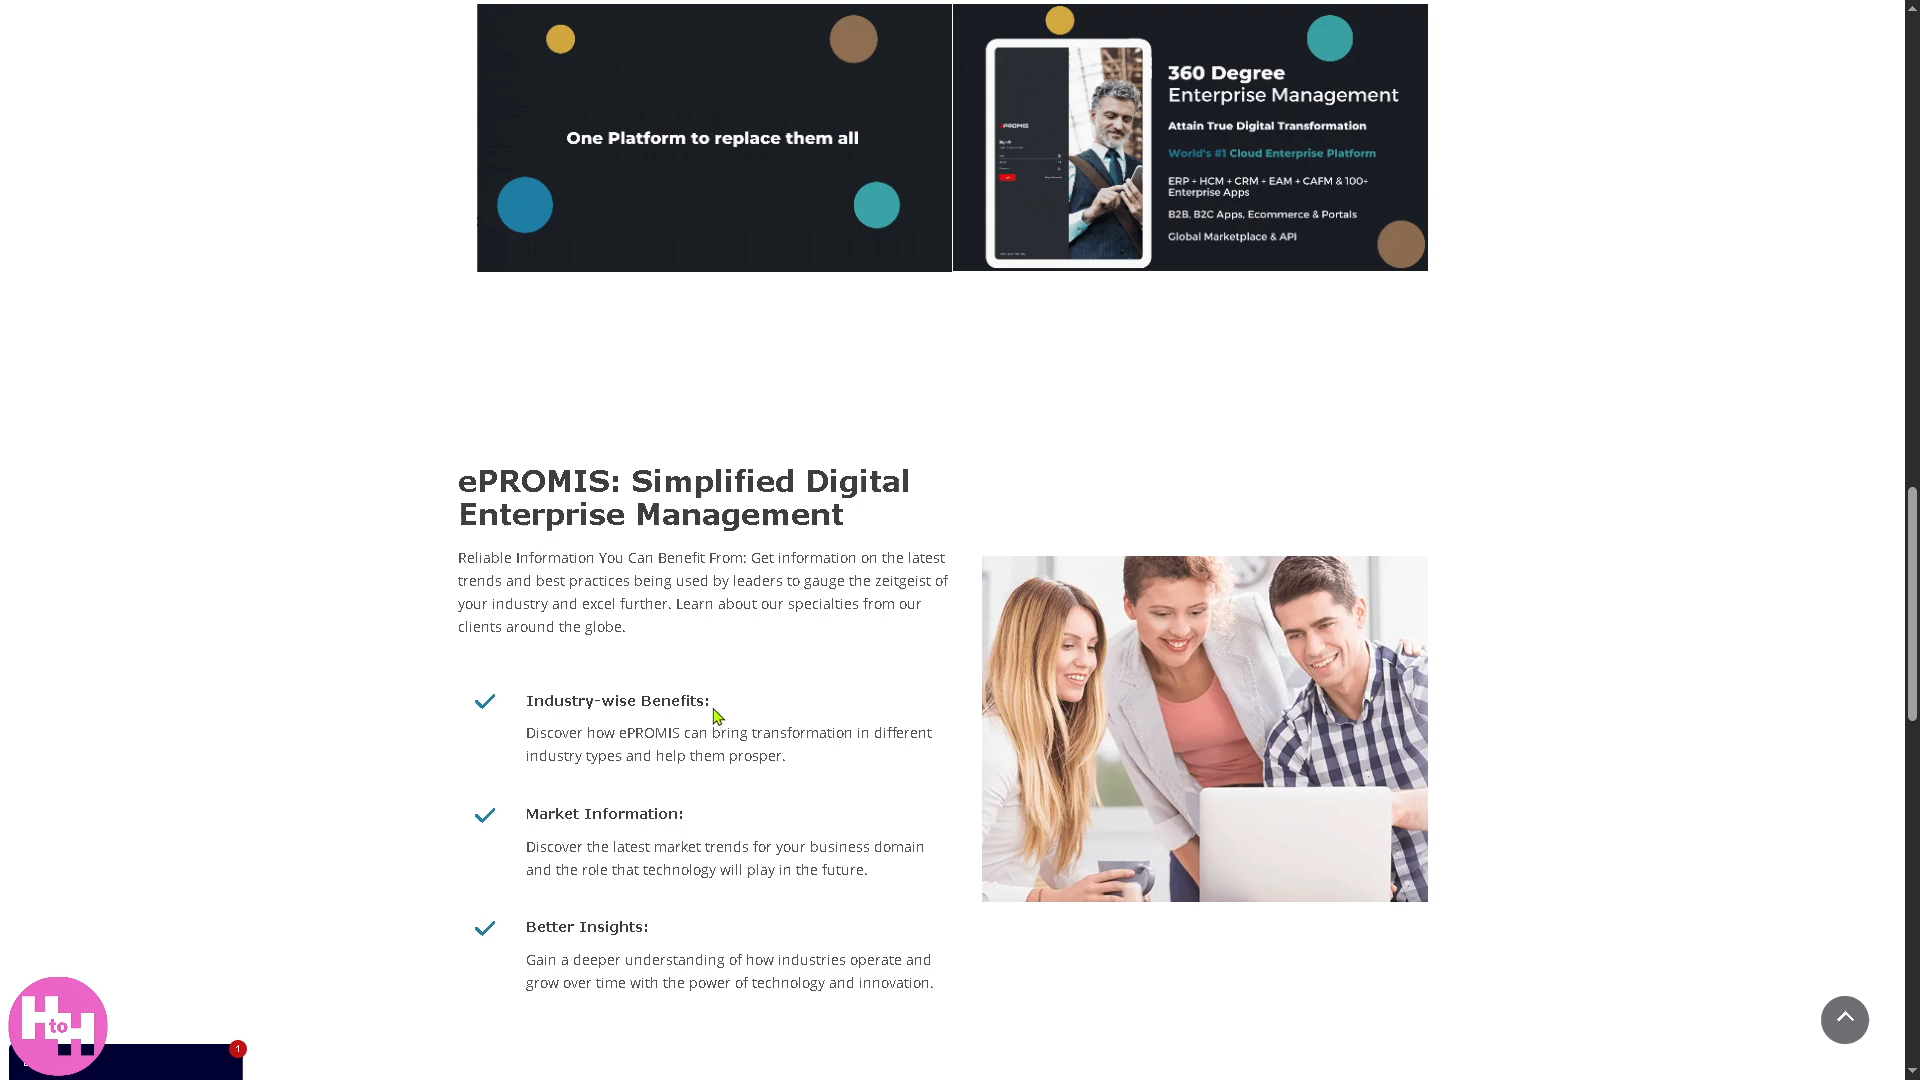 One Platform to replace them all
360 Degree
Enterprise Management
Attain True Digital Transformation
World's #1 Cloud Enterprise Platform
ERP + HCM + CRM + EAM + CAFM & 100+
Enterprise Apps
B2B, B2C Apps, Ecommerce & Portals
Global Marketplace & API
ePROMIS
ePROMIS: Simplified Digital
Enterprise Management
Reliable Information You Can Benefit From: Get information on the latest
trends and best practices being used by leaders to gauge the zeitgeist of
your industry and excel further. Learn about our specialties from our
clients around the globe.
Industry-wise Benefits:
Discover how ePROMIS can bring transformation in different
industry types and help them prosper.
Market Information:
Discover the latest market trends for your business domain
and the role that technology will play in the future.
Better Insights:
Gain a deeper understanding of how industries operate and
grow over time with the power of technology and innovation.
H to H
1